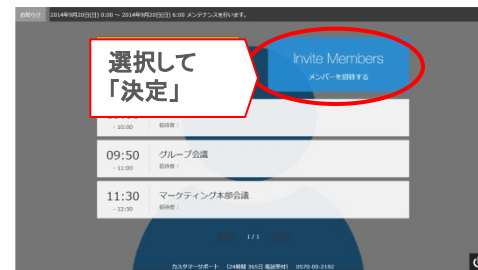 お知らせ 2014年9月20日(日) 0:00 ~ 2014年9月20日(日) 6:00 メンテナンスを行います。
選択して
「決定」
Invite Members
メンバーを招待する
- 10:00 招待者：
09:50 グループ会議
- 11:00 招待者：
11:30 マーケティング本部会議
- 12:30 招待者：
1/1
カスタマーサポート （24時間 365日 電話受付） 0570-00-2192